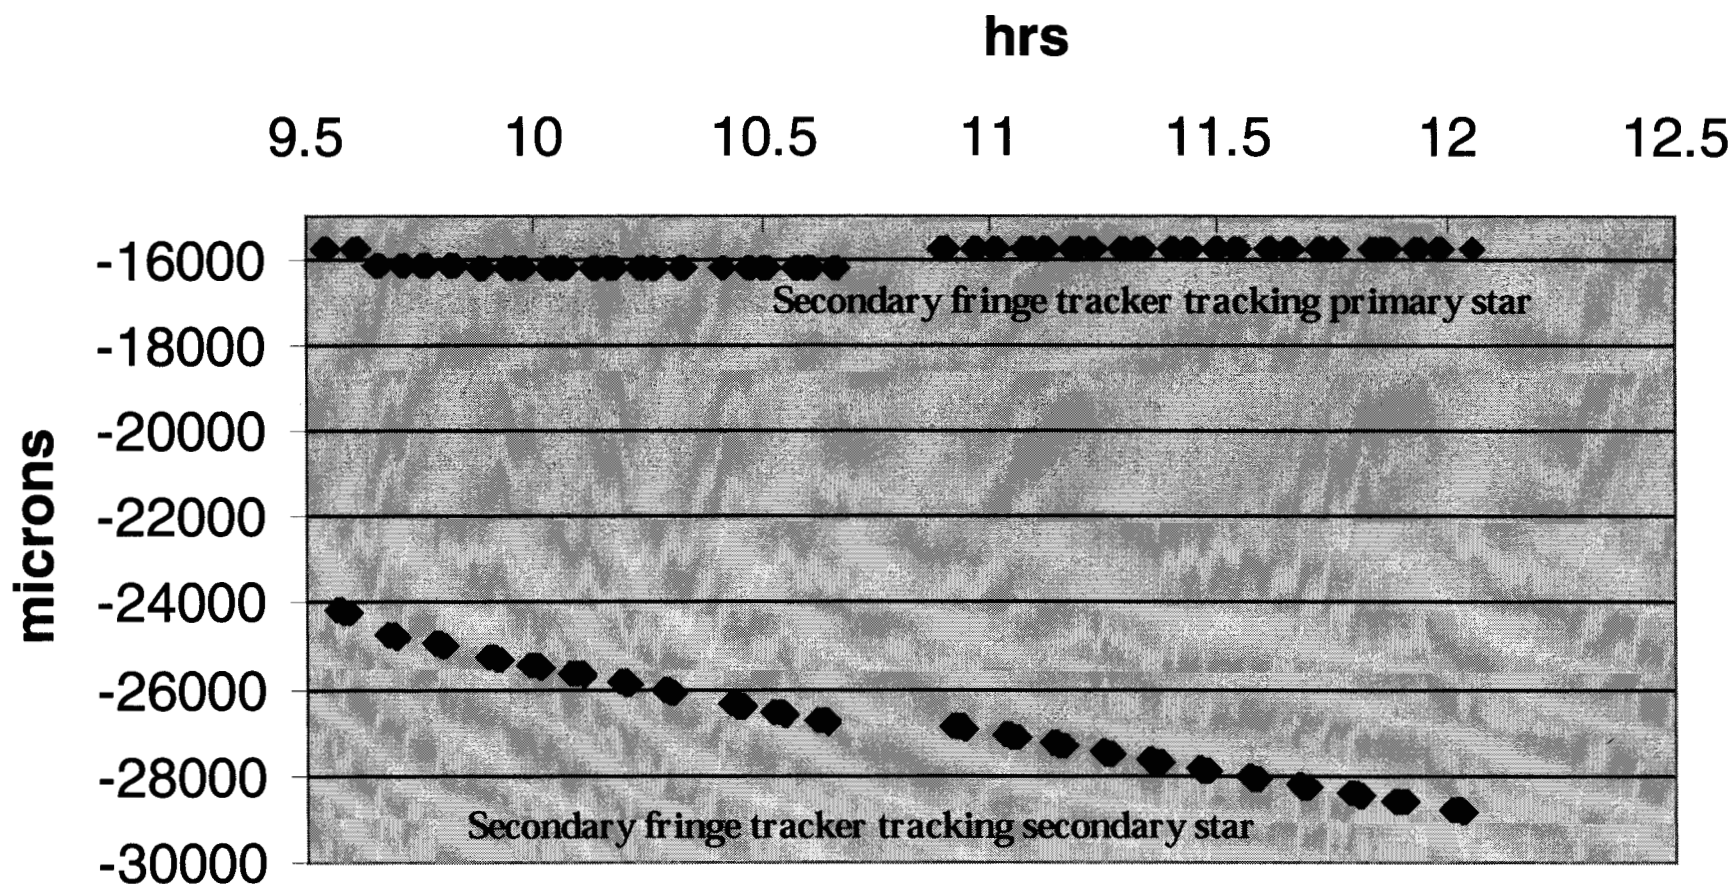 hrs
9.5 10 10.5 11 11.5 12 12.5
-16000
Secondary fringe tracker tracking primary star
-18000
-20000
-22000
microns
-24000
-26000
-28000
Secondary fringe tracker tracking secondary star
-30000